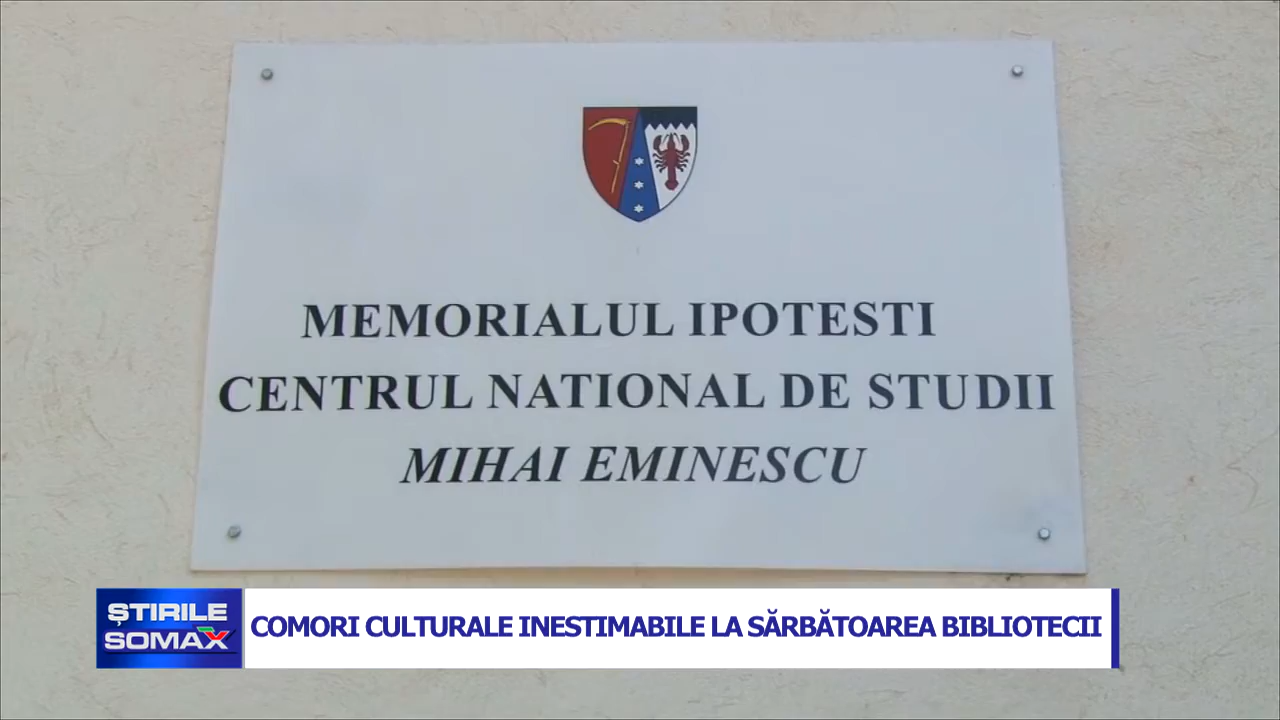 MEMORIALUL IPOTESTI
CENTRUL NATIONAL DE STUDII
MIHAI EMINESCU
ȘTIRILE
SOMAX
COMORI CULTURALE INESTIMABILE LA SĂRBĂTOAREA BIBLIOTECII